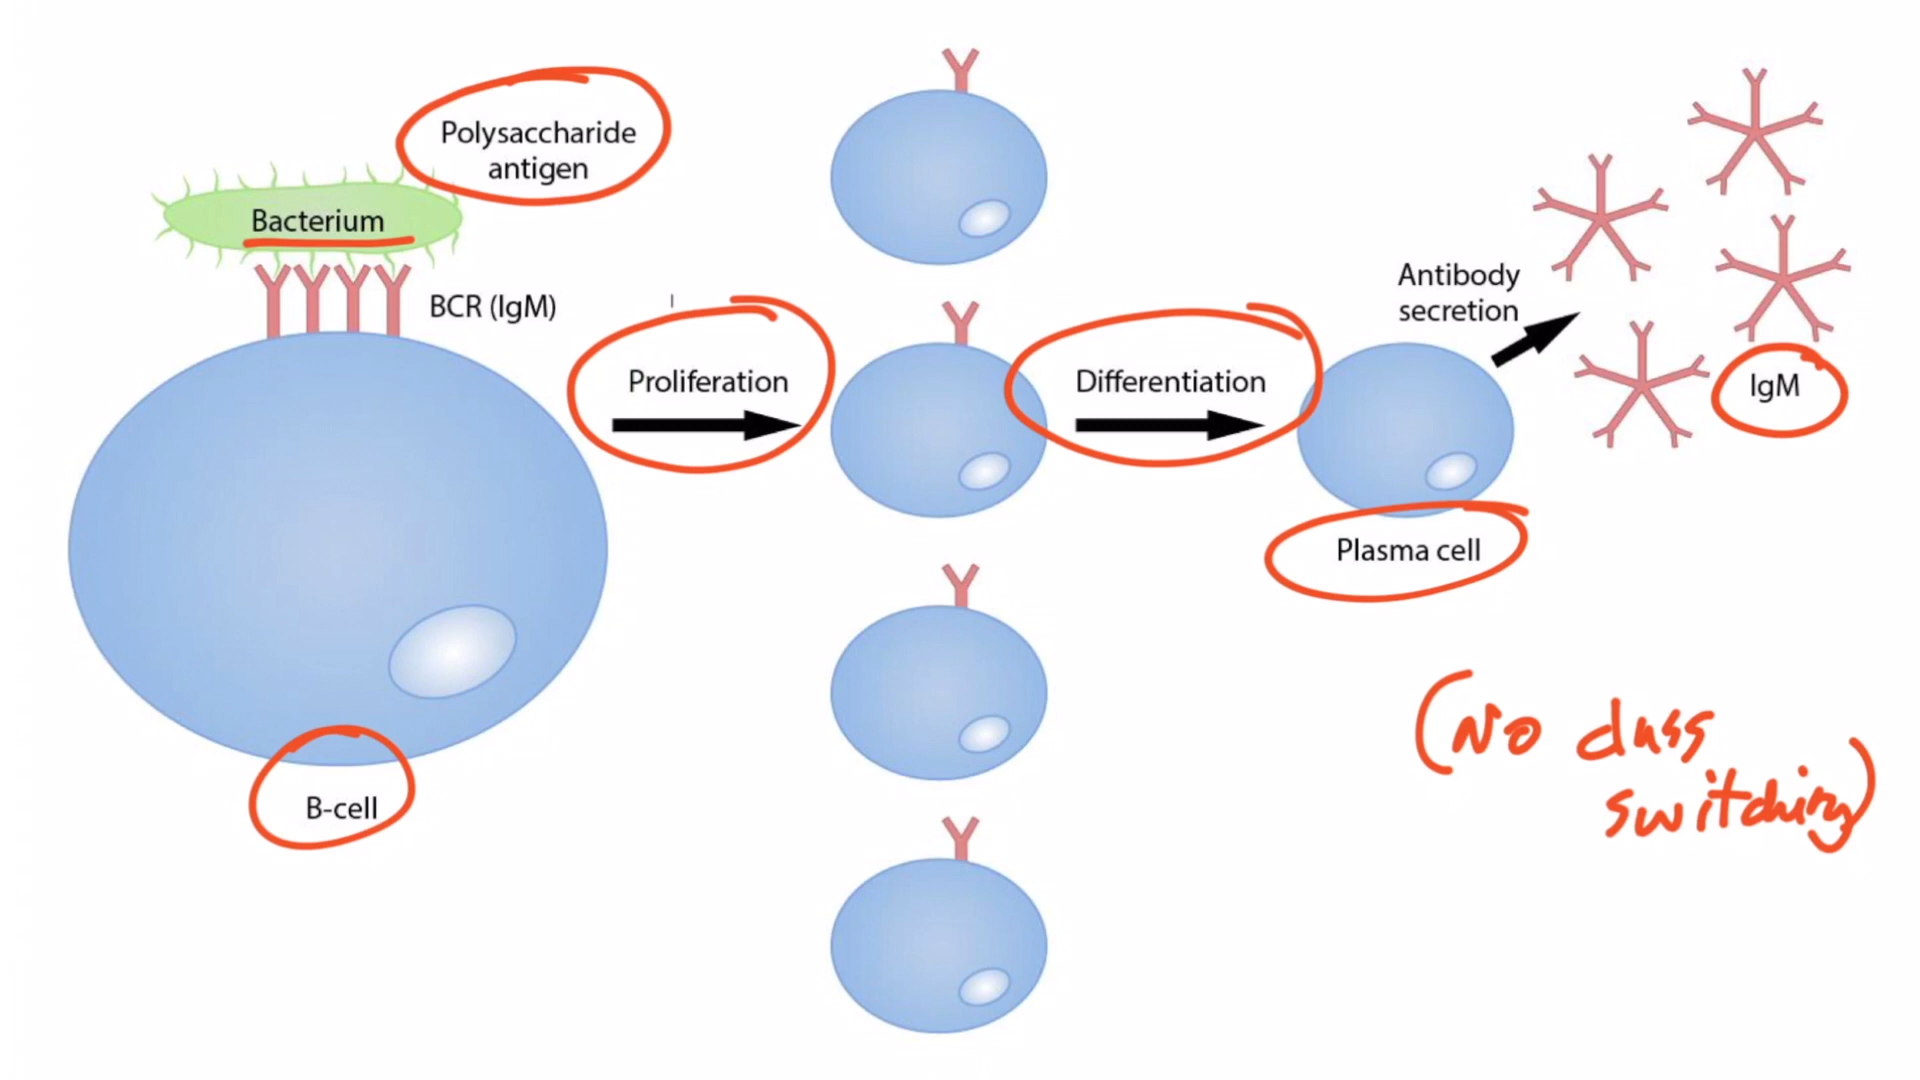 Polysaccharide
antigen
Bacterium
BCR (IgM)
Proliferation
Differentiation
Antibody
secretion
IgM
Plasma cell
B-cell
(No class
switching)